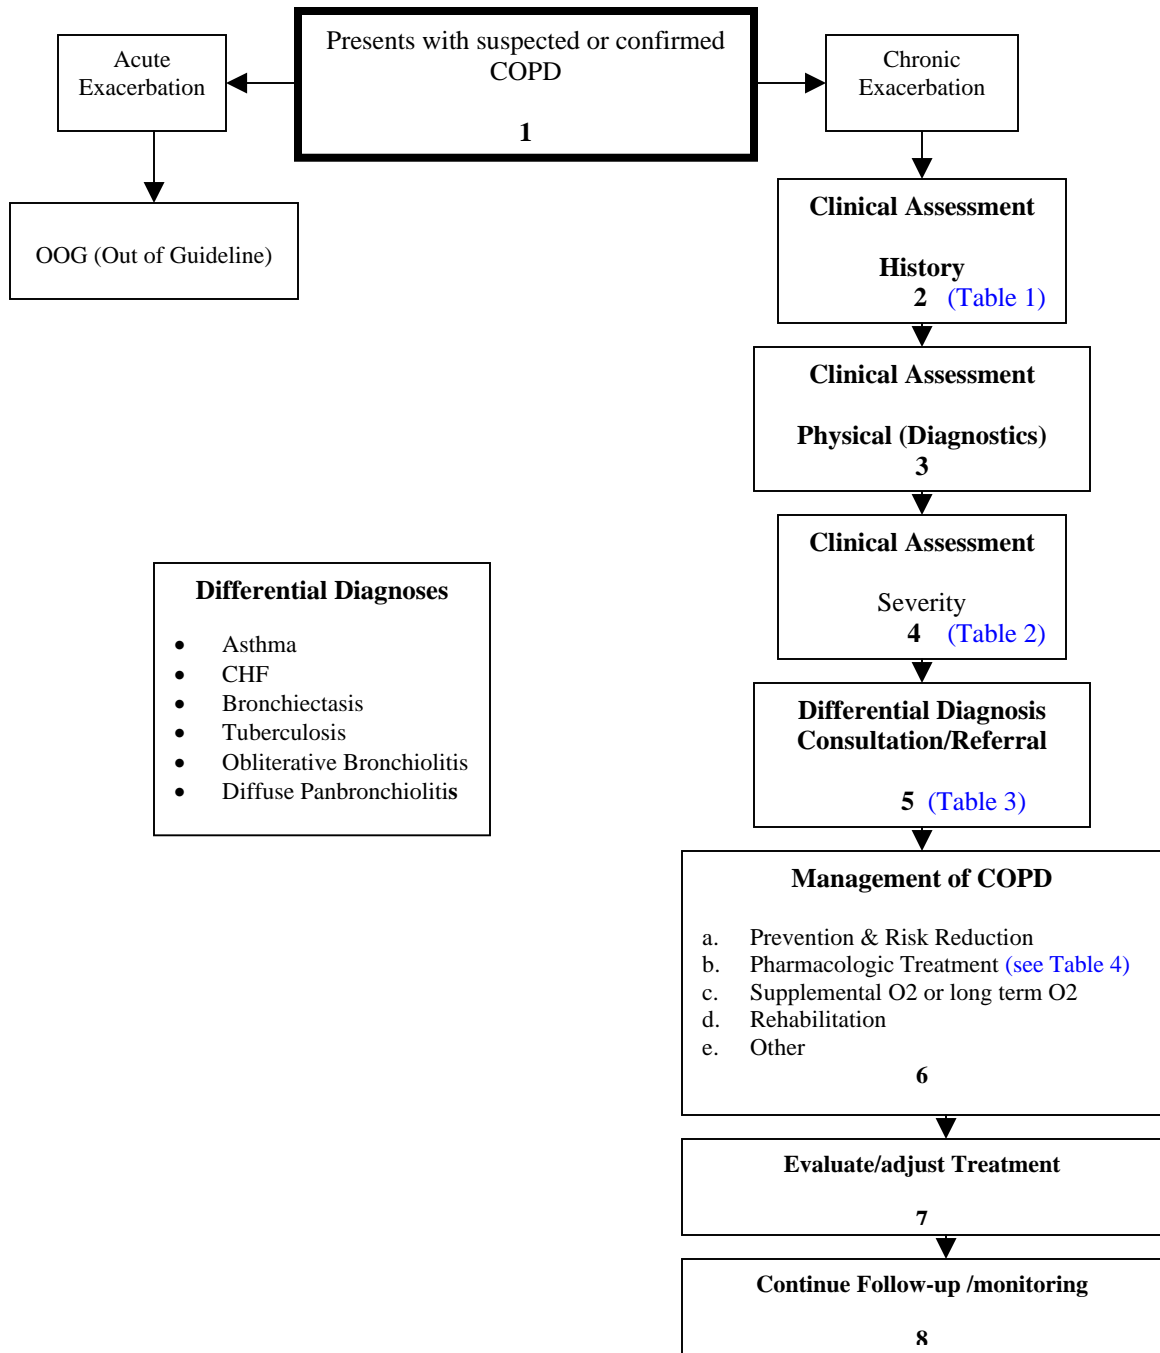 Acute
Exacerbation
Presents with suspected or confirmed
COPD
1
Chronic
Exacerbation
OOG (Out of Guideline)
Clinical Assessment
History
2 (Table 1)
Clinical Assessment
Physical (Diagnostics)
3
Clinical Assessment
Severity
4 (Table 2)
Differential Diagnoses
• Asthma
• CHF
• Bronchiectasis
• Tuberculosis
• Obliterative Bronchiolitis
• Diffuse Panbronchiolitis
Differential Diagnosis
Consultation/Referral
5 (Table 3)
Management of COPD
a. Prevention & Risk Reduction
b. Pharmacologic Treatment (see Table 4)
c. Supplemental O2 or long term O2
d. Rehabilitation
e. Other
6
Evaluate/adjust Treatment
7
Continue Follow-up /monitoring
8